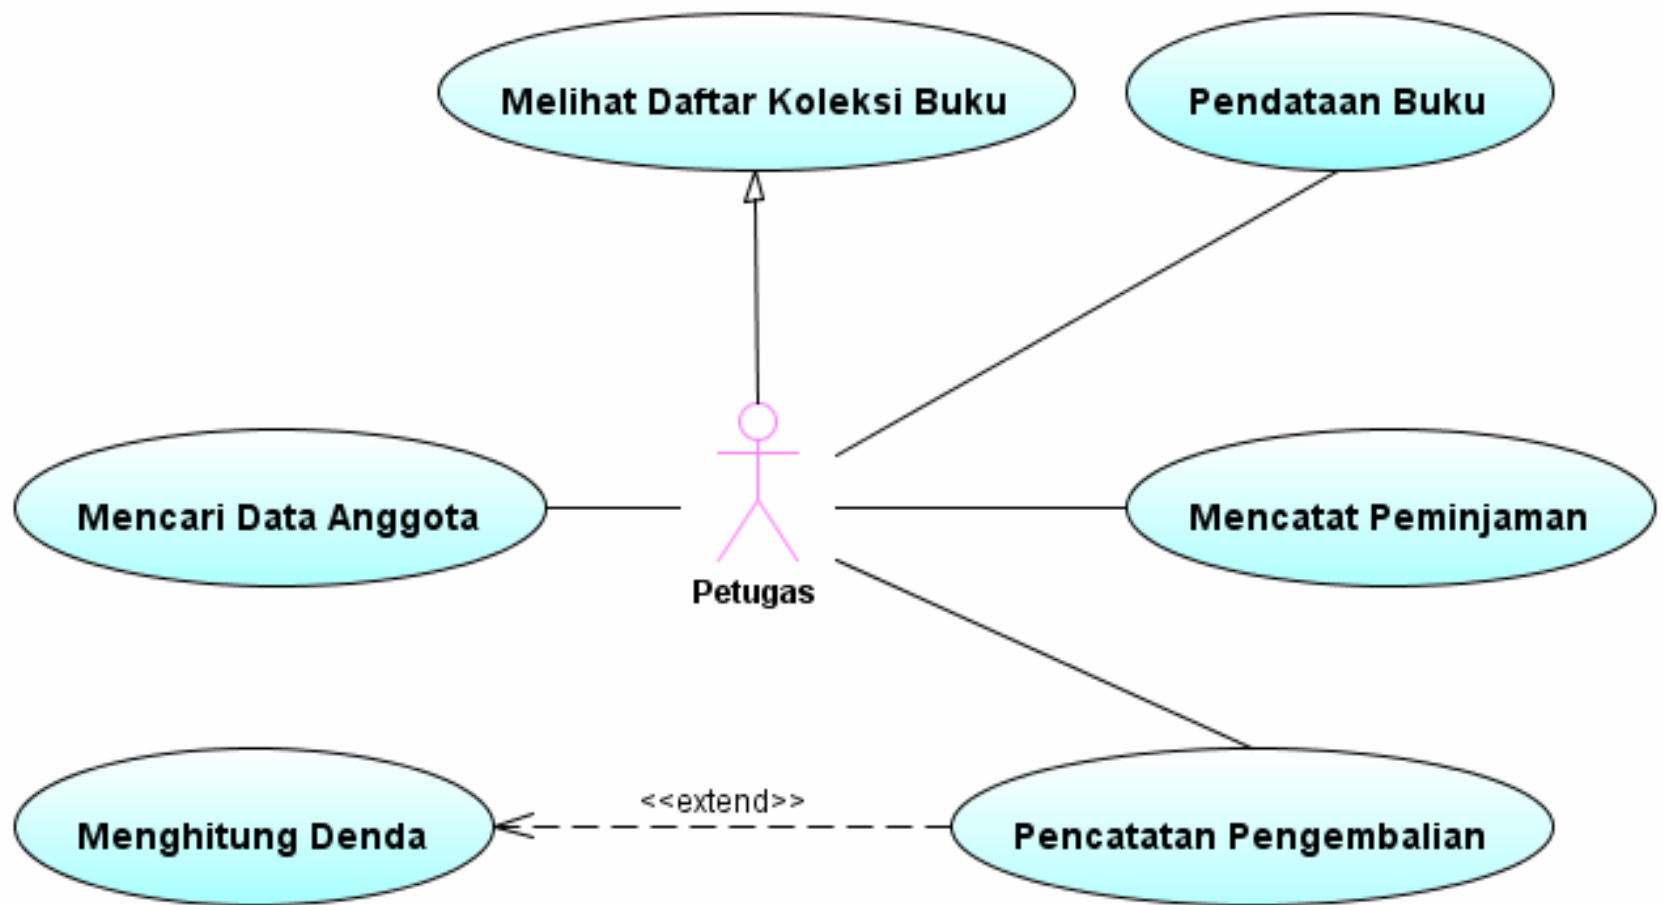 Melihat Daftar Koleksi Buku
Pendataan Buku
Mencari Data Anggota
Mencatat Peminjaman
Petugas
<<extend>>
Menghitung Denda
Pencatatan Pengembalian